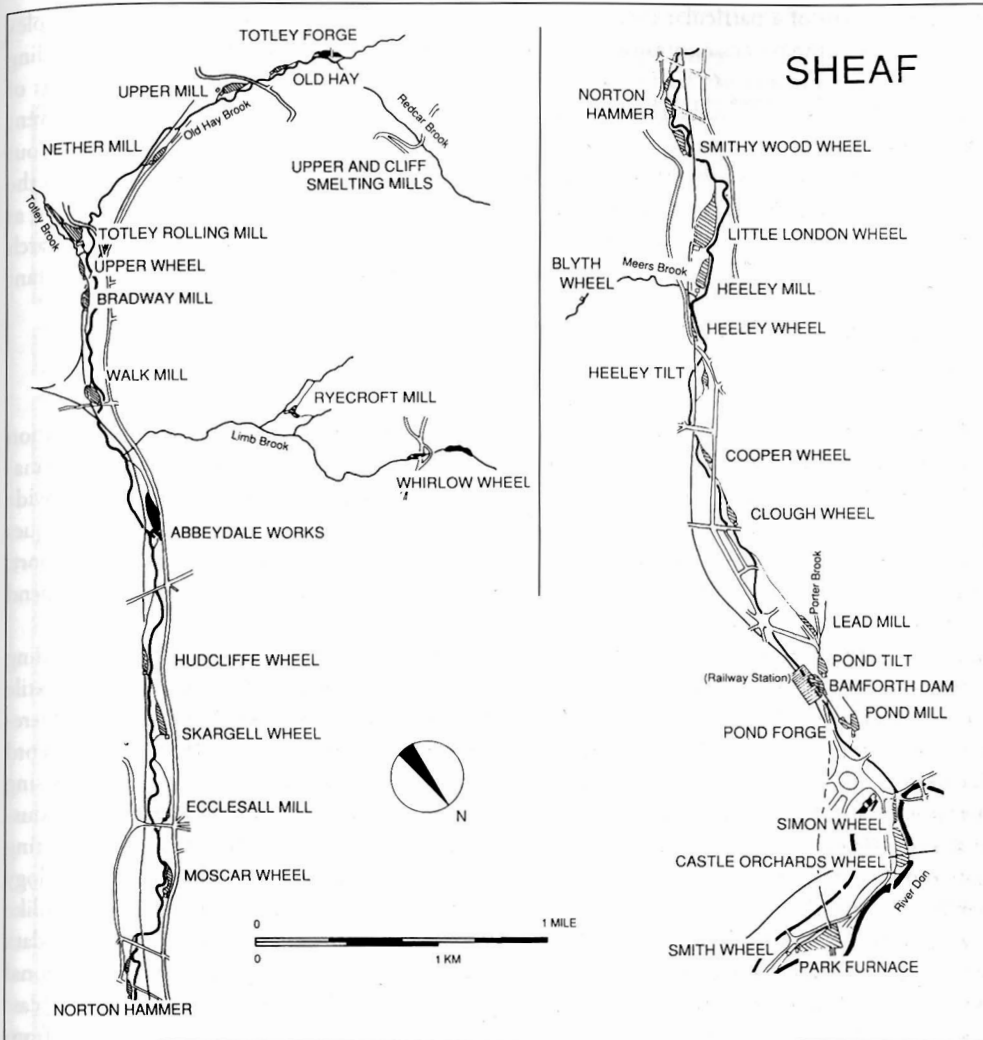 TOTLEY FORGE
OLD HAY
UPPER MILL
Old Hay Brook
Redcar Brook
NETHER MILL
UPPER AND CLIFF
SMELTING MILLS
Totley Brook
TOTLEY ROLLING MILL
UPPER WHEEL
BRADWAY MILL
WALK MILL
RYECROFT MILL
Limb Brook
WHIRLOW WHEEL
ABBEYDALE WORKS
HUDCLIFFE WHEEL
SKARGELL WHEEL
N
ECCLESALL MILL
MOSCAR WHEEL
0 1 MILE
0 1 KM
NORTON HAMMER
SHEAF
NORTON
HAMMER
SMITHY WOOD WHEEL
LITTLE LONDON WHEEL
BLYTH
WHEEL
Meers Brook
HEELEY MILL
HEELEY WHEEL
HEELEY TILT
COOPER WHEEL
CLOUGH WHEEL
Porter Brook
LEAD MILL
POND TILT
(Railway Station)
BAMFORTH DAM
POND MILL
POND FORGE
SIMON WHEEL
CASTLE ORCHARDS WHEEL
River Don
SMITH WHEEL
PARK FURNACE